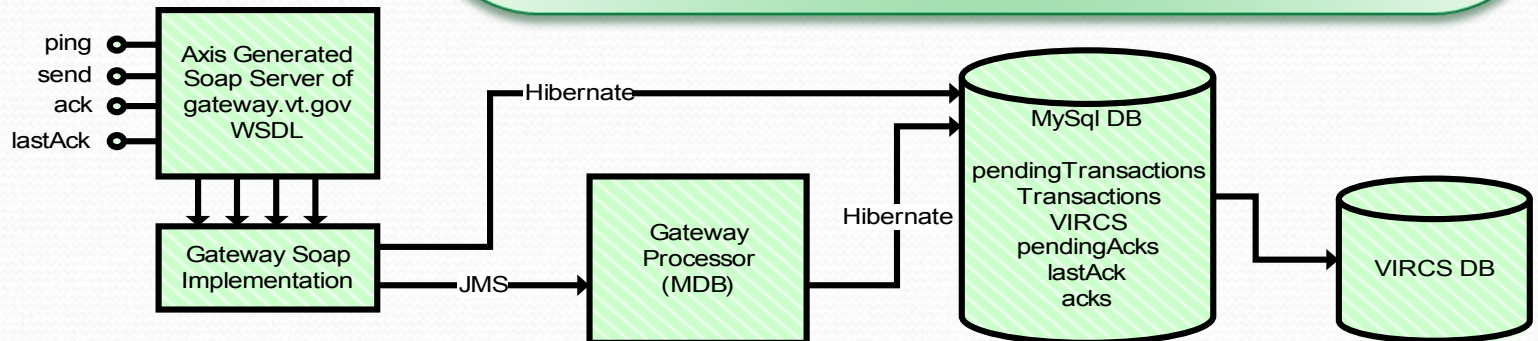 ping
send
ack
lastAck
Axis Generated
Soap Server of
gateway.vt.gov
WSDL
Gateway Soap
Implementation
Hibernate
JMS
Gateway
Processor
(MDB)
Hibernate
MySql DB
pendingTransactions
Transactions
VIRCS
pendingAcks
lastAck
acks
VIRCS DB